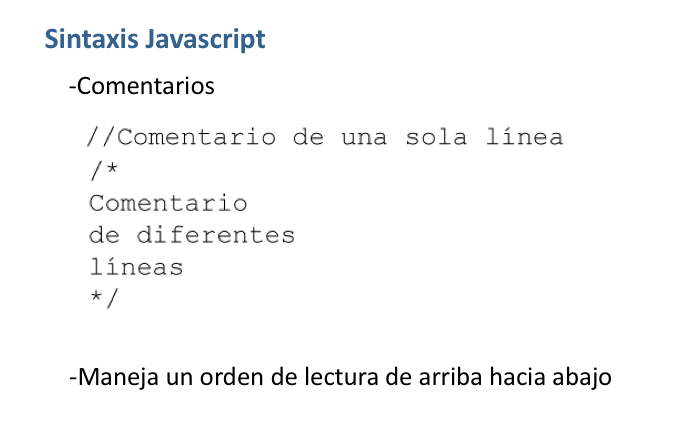 Sintaxis Javascript
-Comentarios
//Comentario de una sola línea
/*
Comentario
de diferentes
líneas
*/
-Maneja un orden de lectura de arriba hacia abajo